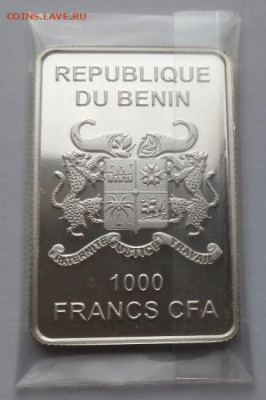 COINS.LAVE.RU
REPUBLIQUE
DU BENIN
FRATERNITE JUSTICE TRAVAIL
1000
FRANCS CFA